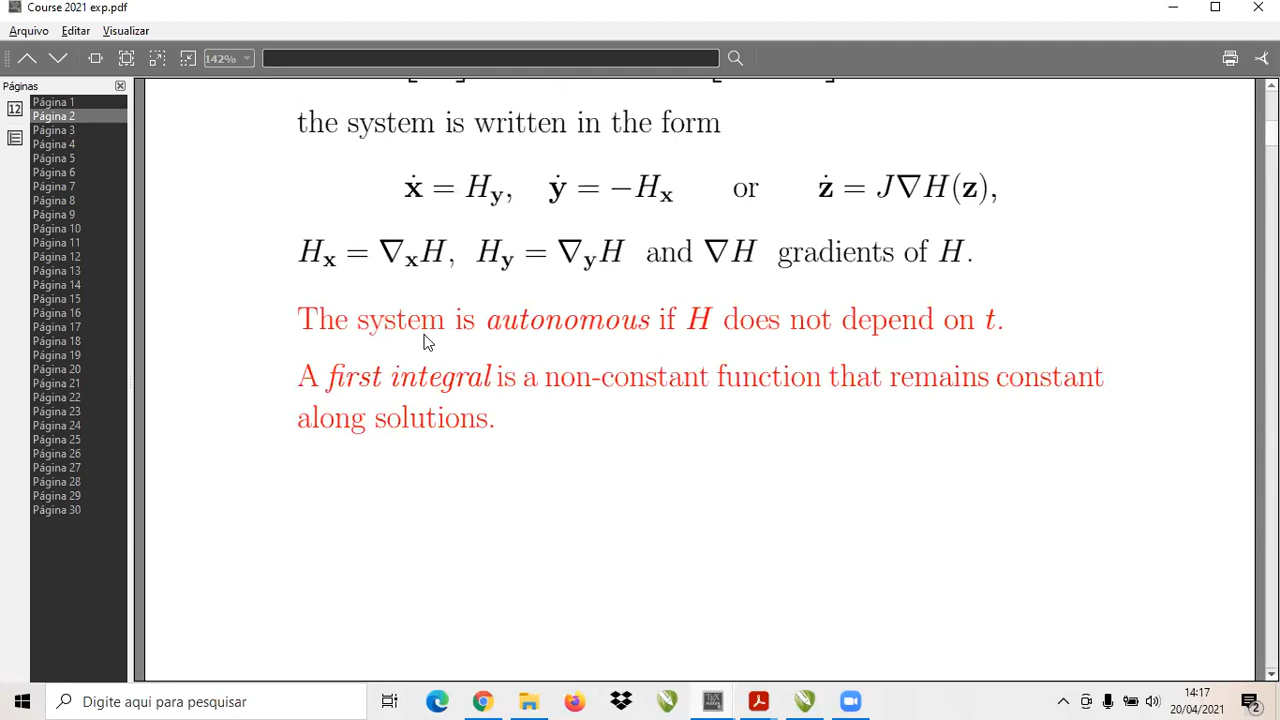 Course 2021 exp.pdf
Arquivo Editar Visualizar
142%
Páginas
Página 1
Página 2
Página 3
Página 4
Página 5
Página 6
Página 7
Página 8
Página 9
Página 10
Página 11
Página 12
Página 13
Página 14
Página 15
Página 16
Página 17
Página 18
Página 19
Página 20
Página 21
Página 22
Página 23
Página 24
Página 25
Página 26
Página 27
Página 28
Página 29
Página 30
12
the system is written in the form
ẋ = H_y, ẏ = −H_x or ż = J∇H(z),
H_x = ∇_xH, H_y = ∇_yH and ∇H gradients of H.
The system is autonomous if H does not depend on t.
A first integral is a non-constant function that remains constant
along solutions.
Digite aqui para pesquisar
14:17
20/04/2021
2